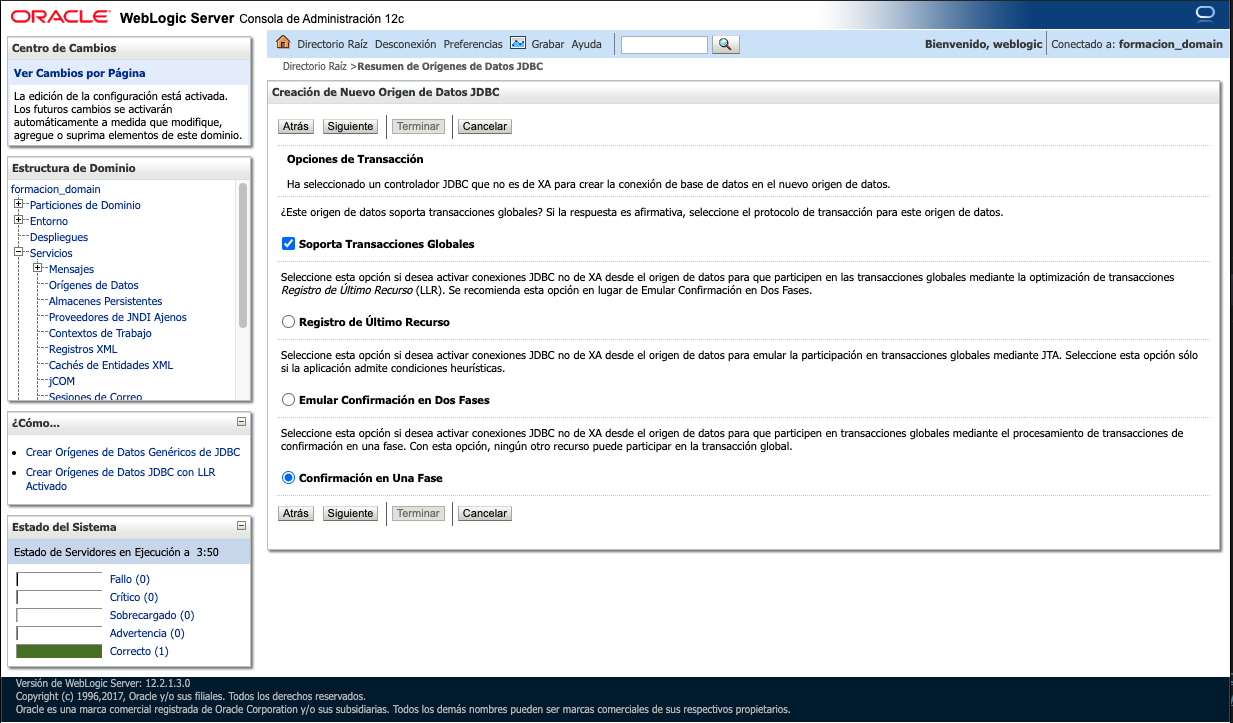 ORACLE WebLogic Server Consola de Administración 12c
Centro de Cambios
Ver Cambios por Página
La edición de la configuración está activada.
Los futuros cambios se activarán
automáticamente a medida que modifique,
agregue o suprima elementos de este dominio.
Estructura de Dominio
formacion_domain
Particiones de Dominio
Entorno
Despliegues
Servicios
Mensajes
Orígenes de Datos
Almacenes Persistentes
Proveedores de JNDI Ajenos
Contextos de Trabajo
Registros XML
Cachés de Entidades XML
jCOM
Sesiones de Correo
¿Cómo...
Crear Orígenes de Datos Genéricos de JDBC
Crear Orígenes de Datos JDBC con LLR
Activado
Estado del Sistema
Estado de Servidores en Ejecución a 3:50
Fallo (0)
Crítico (0)
Sobrecargado (0)
Advertencia (0)
Correcto (1)
Directorio Raíz Desconexión Preferencias Grabar Ayuda
Bienvenido, weblogic Conectado a: formacion_domain
Directorio Raíz >Resumen de Orígenes de Datos JDBC
Creación de Nuevo Origen de Datos JDBC
Atrás Siguiente Terminar Cancelar
Opciones de Transacción
Ha seleccionado un controlador JDBC que no es de XA para crear la conexión de base de datos en el nuevo origen de datos.
¿Este origen de datos soporta transacciones globales? Si la respuesta es afirmativa, seleccione el protocolo de transacción para este origen de datos.
Soporta Transacciones Globales
Seleccione esta opción si desea activar conexiones JDBC no de XA desde el origen de datos para que participen en las transacciones globales mediante la optimización de transacciones
Registro de Último Recurso (LLR). Se recomienda esta opción en lugar de Emular Confirmación en Dos Fases.
Registro de Último Recurso
Seleccione esta opción si desea activar conexiones JDBC no de XA desde el origen de datos para emular la participación en transacciones globales mediante JTA. Seleccione esta opción sólo
si la aplicación admite condiciones heurísticas.
Emular Confirmación en Dos Fases
Seleccione esta opción si desea activar conexiones JDBC no de XA desde el origen de datos para que participen en transacciones globales mediante el procesamiento de transacciones de
confirmación en una fase. Con esta opción, ningún otro recurso puede participar en la transacción global.
Confirmación en Una Fase
Atrás Siguiente Terminar Cancelar
Versión de WebLogic Server: 12.2.1.3.0
Copyright (c) 1996,2017, Oracle y/o sus filiales. Todos los derechos reservados.
Oracle es una marca comercial registrada de Oracle Corporation y/o sus subsidiarias. Todos los demás nombres pueden ser marcas comerciales de sus respectivos propietarios.